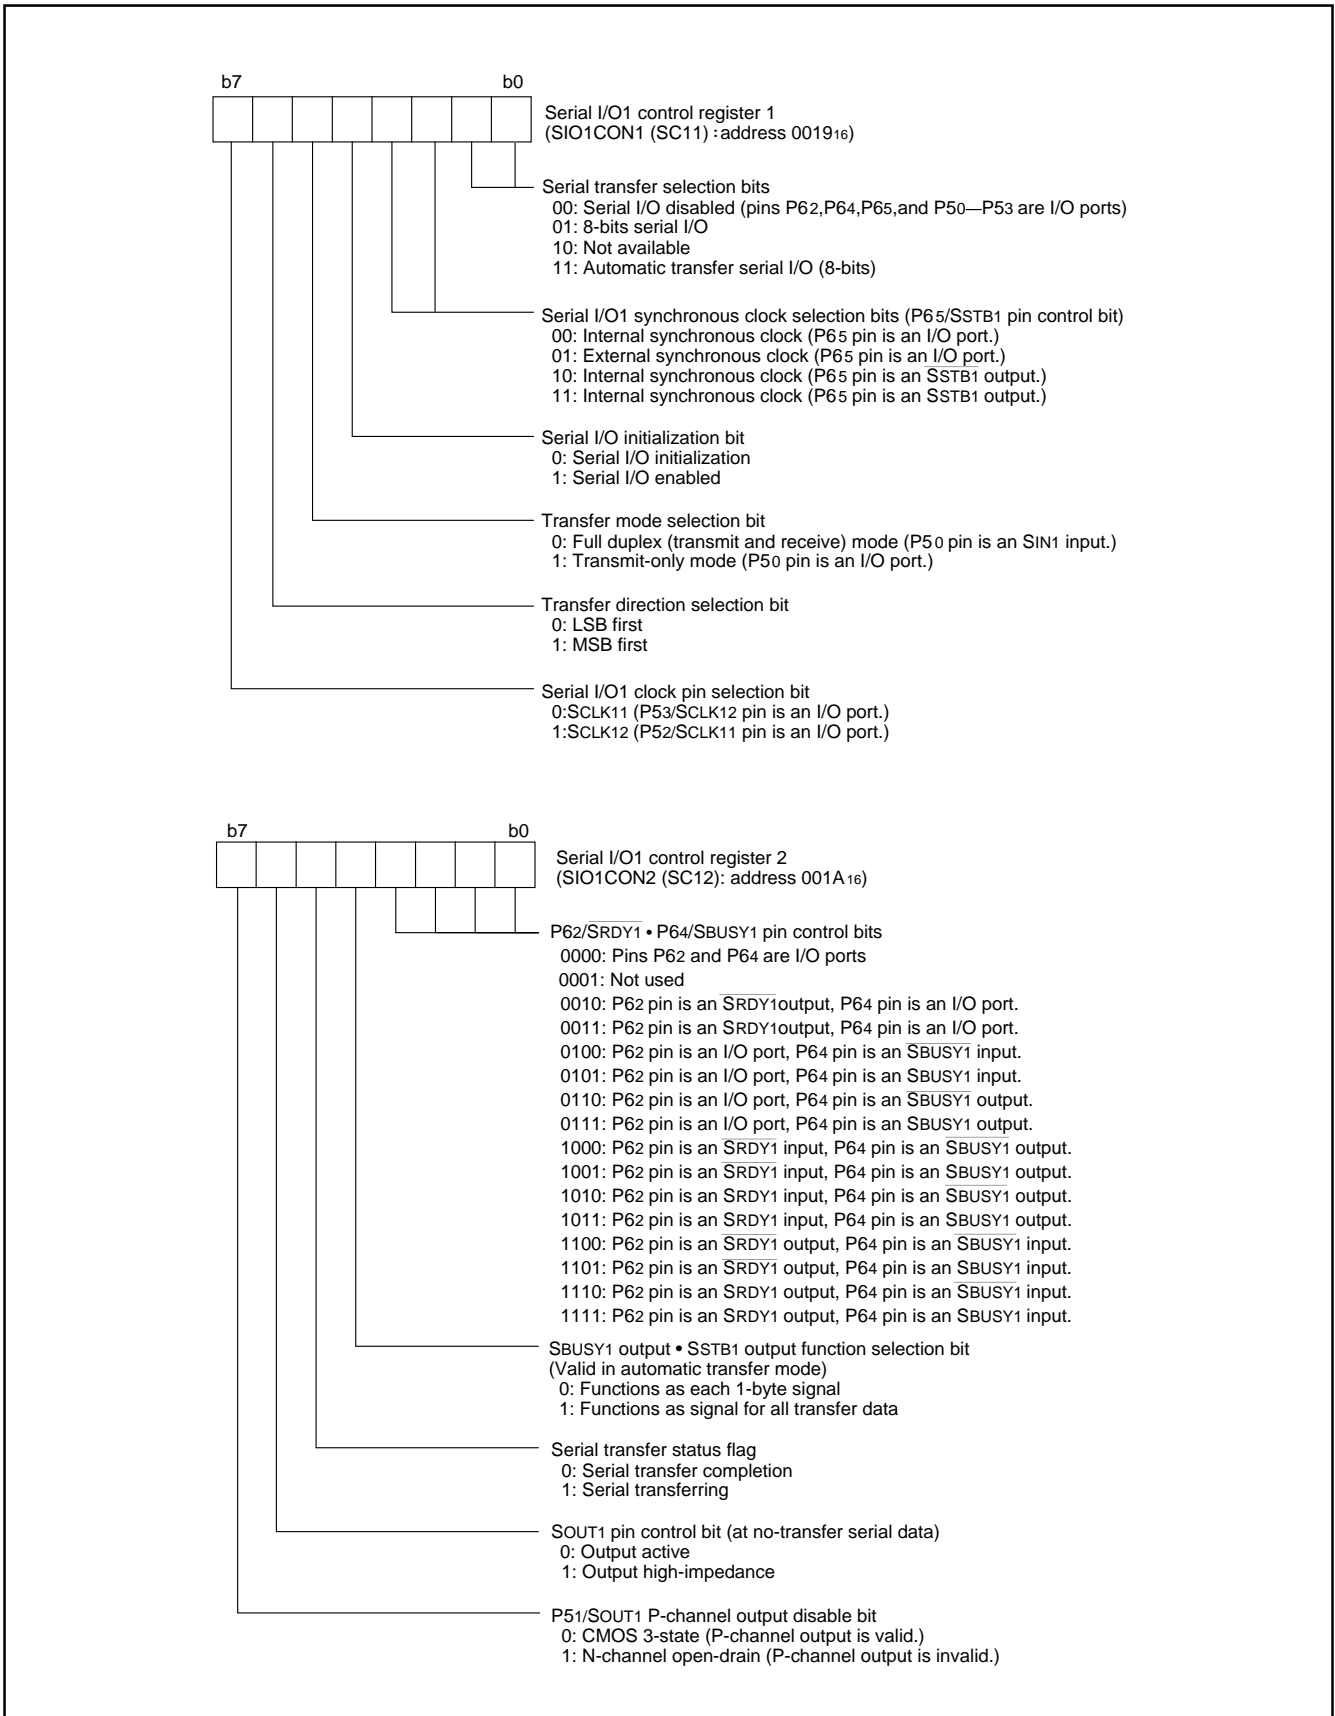 b7 b0
Serial I/O1 control register 1
(SIO1CON1 (SC11) : address 0019₁₆)
Serial transfer selection bits
00: Serial I/O disabled (pins P62,P64,P65,and P50—P53 are I/O ports)
01: 8-bits serial I/O
10: Not available
11: Automatic transfer serial I/O (8-bits)
Serial I/O1 synchronous clock selection bits (P65/SSTB1 pin control bit)
00: Internal synchronous clock (P65 pin is an I/O port.)
01: External synchronous clock (P65 pin is an I/O port.)
10: Internal synchronous clock (P65 pin is an S̅S̅T̅B̅1̅ output.)
11: Internal synchronous clock (P65 pin is an SSTB1 output.)
Serial I/O initialization bit
0: Serial I/O initialization
1: Serial I/O enabled
Transfer mode selection bit
0: Full duplex (transmit and receive) mode (P50 pin is an SIN1 input.)
1: Transmit-only mode (P50 pin is an I/O port.)
Transfer direction selection bit
0: LSB first
1: MSB first
Serial I/O1 clock pin selection bit
0:SCLK11 (P53/SCLK12 pin is an I/O port.)
1:SCLK12 (P52/SCLK11 pin is an I/O port.)
b7 b0
Serial I/O1 control register 2
(SIO1CON2 (SC12): address 001A₁₆)
P62/S̅R̅D̅Y̅1̅ • P64/SBUSY1 pin control bits
0000: Pins P62 and P64 are I/O ports
0001: Not used
0010: P62 pin is an S̅R̅D̅Y̅1̅output, P64 pin is an I/O port.
0011: P62 pin is an SRDY1output, P64 pin is an I/O port.
0100: P62 pin is an I/O port, P64 pin is an S̅B̅U̅S̅Y̅1̅ input.
0101: P62 pin is an I/O port, P64 pin is an SBUSY1 input.
0110: P62 pin is an I/O port, P64 pin is an S̅B̅U̅S̅Y̅1̅ output.
0111: P62 pin is an I/O port, P64 pin is an SBUSY1 output.
1000: P62 pin is an S̅R̅D̅Y̅1̅ input, P64 pin is an S̅B̅U̅S̅Y̅1̅ output.
1001: P62 pin is an S̅R̅D̅Y̅1̅ input, P64 pin is an SBUSY1 output.
1010: P62 pin is an SRDY1 input, P64 pin is an S̅B̅U̅S̅Y̅1̅ output.
1011: P62 pin is an SRDY1 input, P64 pin is an SBUSY1 output.
1100: P62 pin is an S̅R̅D̅Y̅1̅ output, P64 pin is an S̅B̅U̅S̅Y̅1̅ input.
1101: P62 pin is an S̅R̅D̅Y̅1̅ output, P64 pin is an SBUSY1 input.
1110: P62 pin is an SRDY1 output, P64 pin is an S̅B̅U̅S̅Y̅1̅ input.
1111: P62 pin is an SRDY1 output, P64 pin is an SBUSY1 input.
SBUSY1 output • SSTB1 output function selection bit
(Valid in automatic transfer mode)
0: Functions as each 1-byte signal
1: Functions as signal for all transfer data
Serial transfer status flag
0: Serial transfer completion
1: Serial transferring
SOUT1 pin control bit (at no-transfer serial data)
0: Output active
1: Output high-impedance
P51/SOUT1 P-channel output disable bit
0: CMOS 3-state (P-channel output is valid.)
1: N-channel open-drain (P-channel output is invalid.)